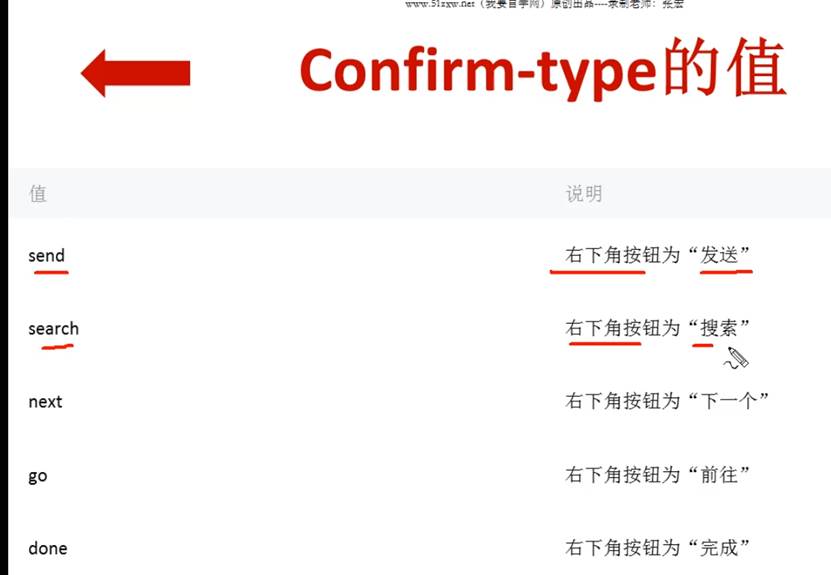 www.51zxw.net（我要自学网）原创出品----录制老师：张宏
Confirm-type的值
值 说明
send 右下角按钮为“发送”
search 右下角按钮为“搜索”
next 右下角按钮为“下一个”
go 右下角按钮为“前往”
done 右下角按钮为“完成”